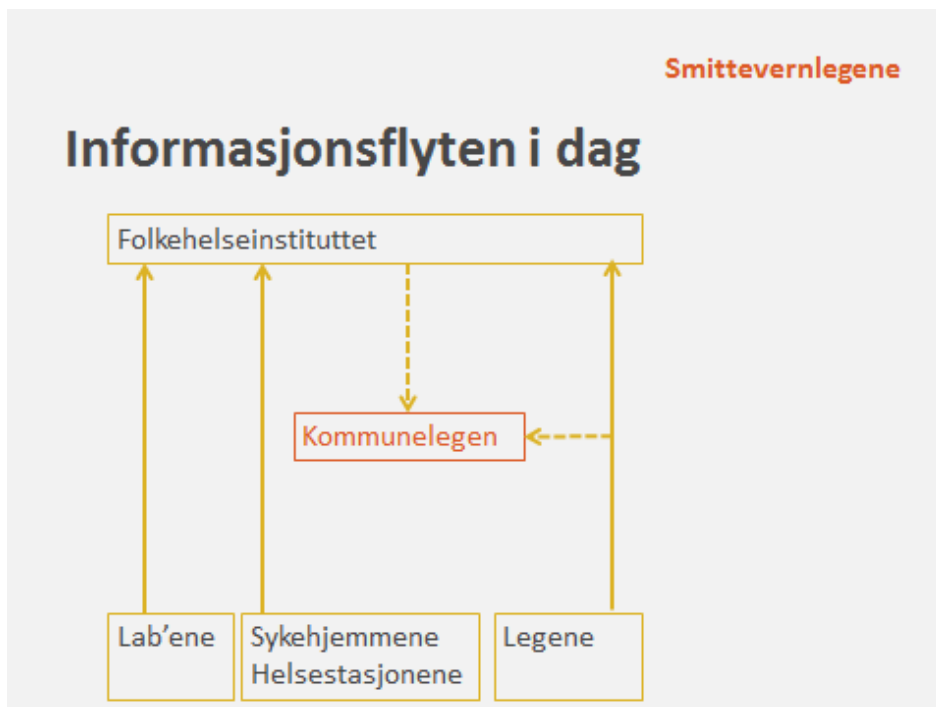 Smittevernlegene
Informasjonsflyten i dag
Folkehelseinstituttet
Kommunelegen
Lab’ene
Sykehjemmene
Helsestasjonene
Legene